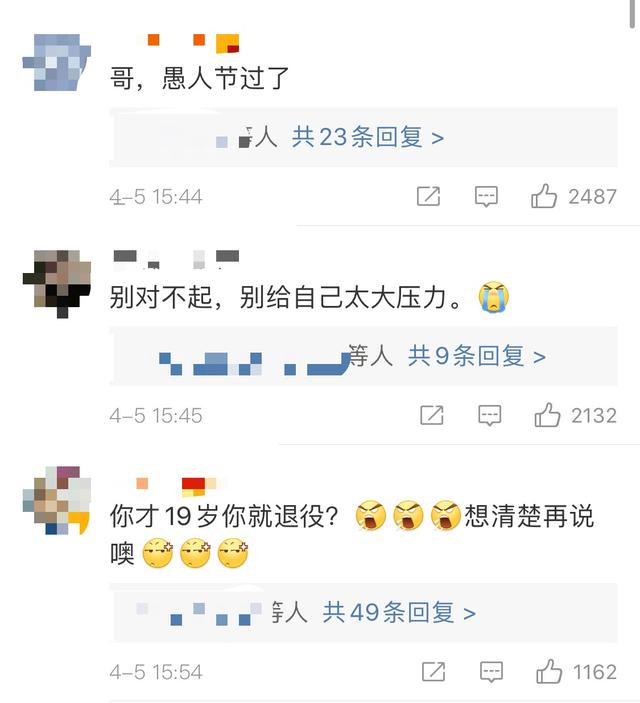 哥，愚人节过了
等人 共23条回复 >
4-5 15:44
2487
别对不起，别给自己太大压力。
等人 共9条回复 >
4-5 15:45
2132
你才19岁你就退役？想清楚再说
噢
等人 共49条回复 >
4-5 15:54
1162